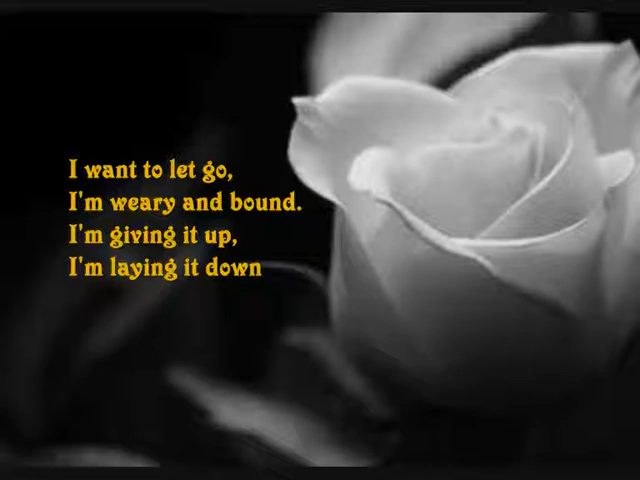 I want to let go,
I'm weary and bound.
I'm giving it up,
I'm laying it down